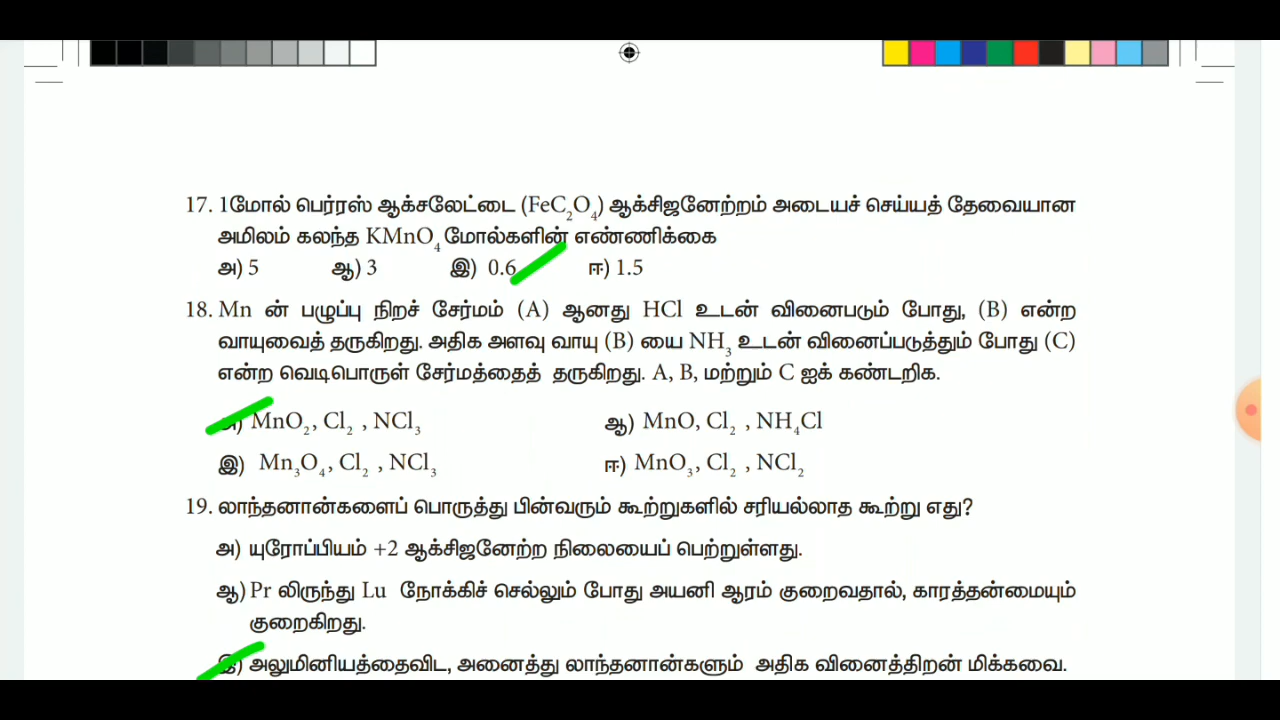 17. 1மோல் பெர்ரஸ் ஆக்சலேட்டை (FeC₂O₄) ஆக்சிஜனேற்றம் அடையச் செய்யத் தேவையான
அமிலம் கலந்த KMnO₄ மோல்களின் எண்ணிக்கை
அ) 5 ஆ) 3 இ) 0.6 ஈ) 1.5
18. Mn ன் பழுப்பு நிறச் சேர்மம் (A) ஆனது HCl உடன் வினைபடும் போது, (B) என்ற
வாயுவைத் தருகிறது. அதிக அளவு வாயு (B) யை NH₃ உடன் வினைப்படுத்தும் போது (C)
என்ற வெடிபொருள் சேர்மத்தைத் தருகிறது. A, B, மற்றும் C ஐக் கண்டறிக.
அ) MnO₂, Cl₂ , NCl₃ ஆ) MnO, Cl₂ , NH₄Cl
இ) Mn₃O₄, Cl₂ , NCl₃ ஈ) MnO₃, Cl₂ , NCl₂
19. லாந்தனான்களைப் பொருத்து பின்வரும் கூற்றுகளில் சரியல்லாத கூற்று எது?
அ) யுரோப்பியம் +2 ஆக்சிஜனேற்ற நிலையைப் பெற்றுள்ளது.
ஆ) Pr லிருந்து Lu நோக்கிச் செல்லும் போது அயனி ஆரம் குறைவதால், காரத்தன்மையும்
குறைகிறது.
இ) அலுமினியத்தைவிட, அனைத்து லாந்தனான்களும் அதிக வினைத்திறன் மிக்கவை.